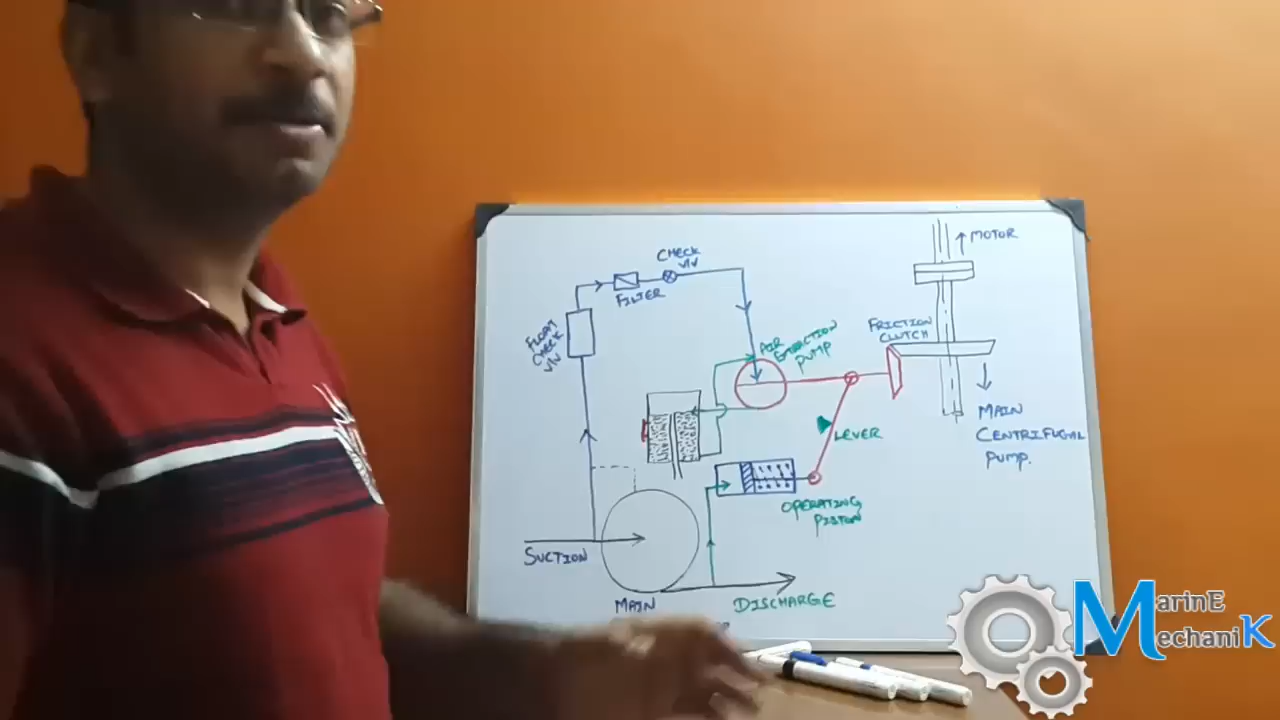 MOTOR
CHECK
V/V
FILTER
FLOAT
CHECK
V/V
AIR
EXTRACTION
PUMP
FRICTION
CLUTCH
LEVER
MAIN
CENTRIFUGAL
PUMP.
OPERATING
PISTON
SUCTION
MAIN
DISCHARGE
MarinE
MechaniK